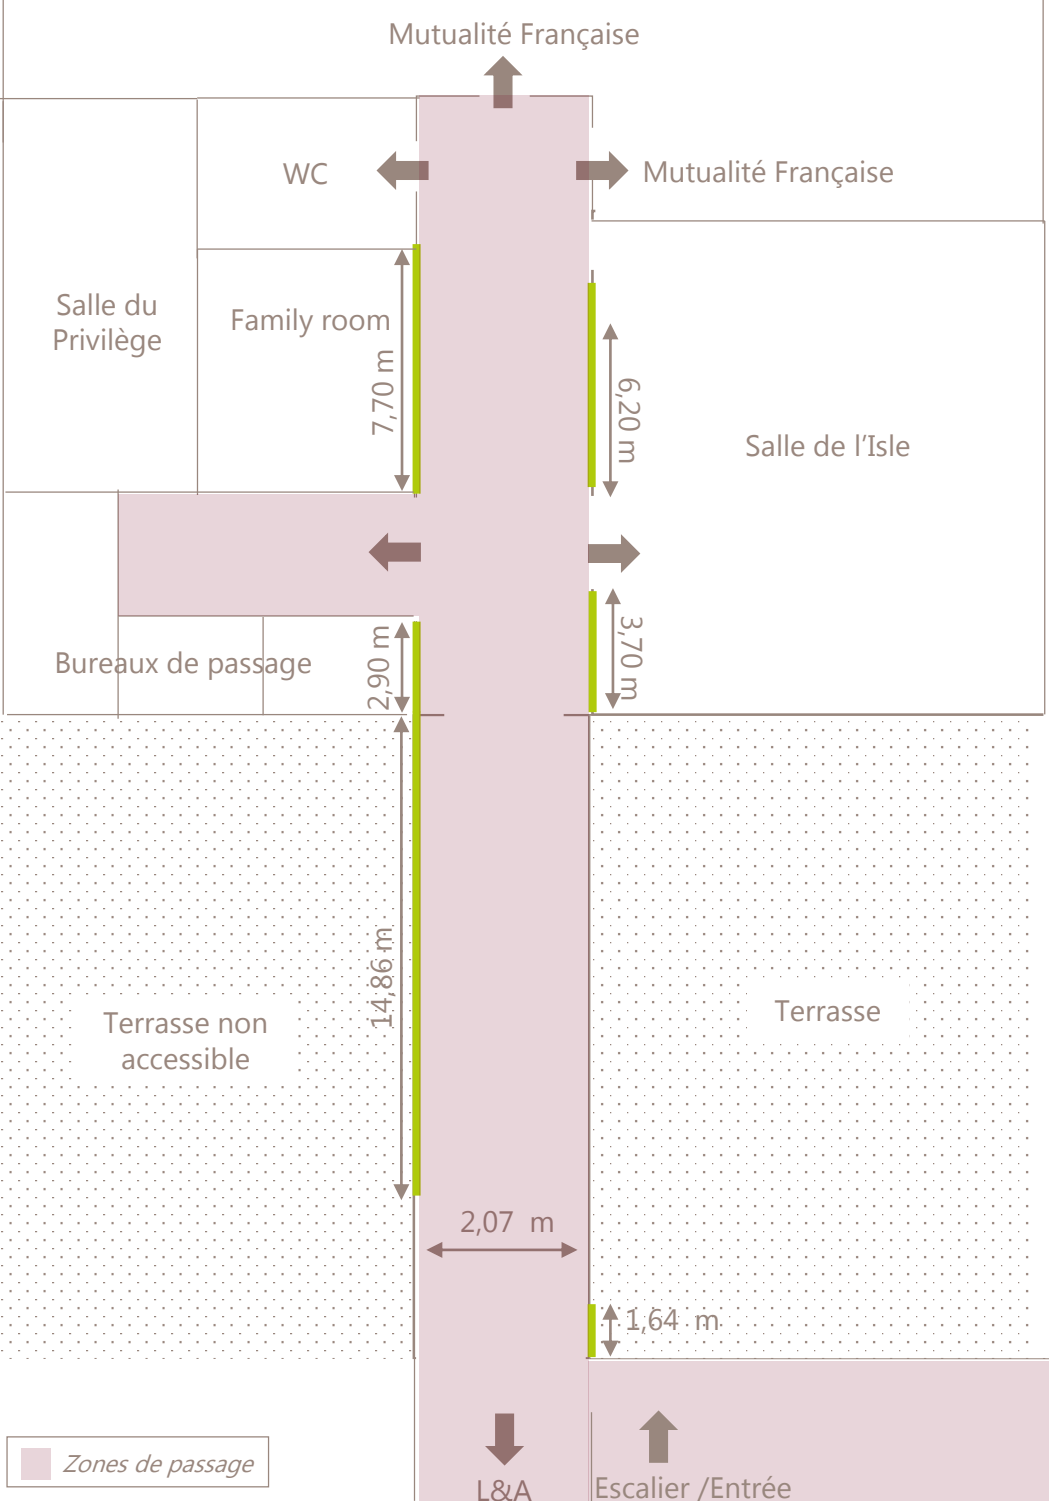 Mutualité Française
WC
Mutualité Française
Salle du
Privilège
Family room
7,70 m
6,20 m
Salle de l’Isle
Bureaux de passage
2,90 m
3,70 m
14,86 m
Terrasse non
accessible
Terrasse
2,07 m
1,64 m
Zones de passage
L&A
Escalier /Entrée